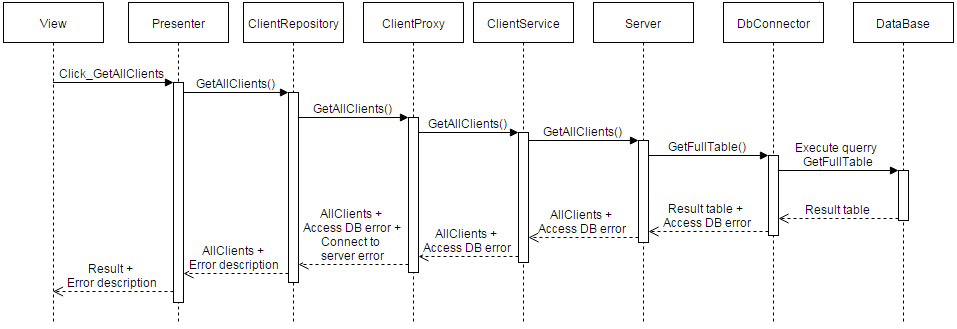 View
Presenter
ClientRepository
ClientProxy
ClientService
Server
DbConnector
DataBase
Click_GetAllClients
GetAllClients()
GetAllClients()
GetAllClients()
GetAllClients()
GetFullTable()
Execute querry
GetFullTable
Result table
Result table +
Access DB error
AllClients +
Access DB error
AllClients +
Access DB error
AllClients +
Access DB error +
Connect to
server error
AllClients +
Error description
Result +
Error description